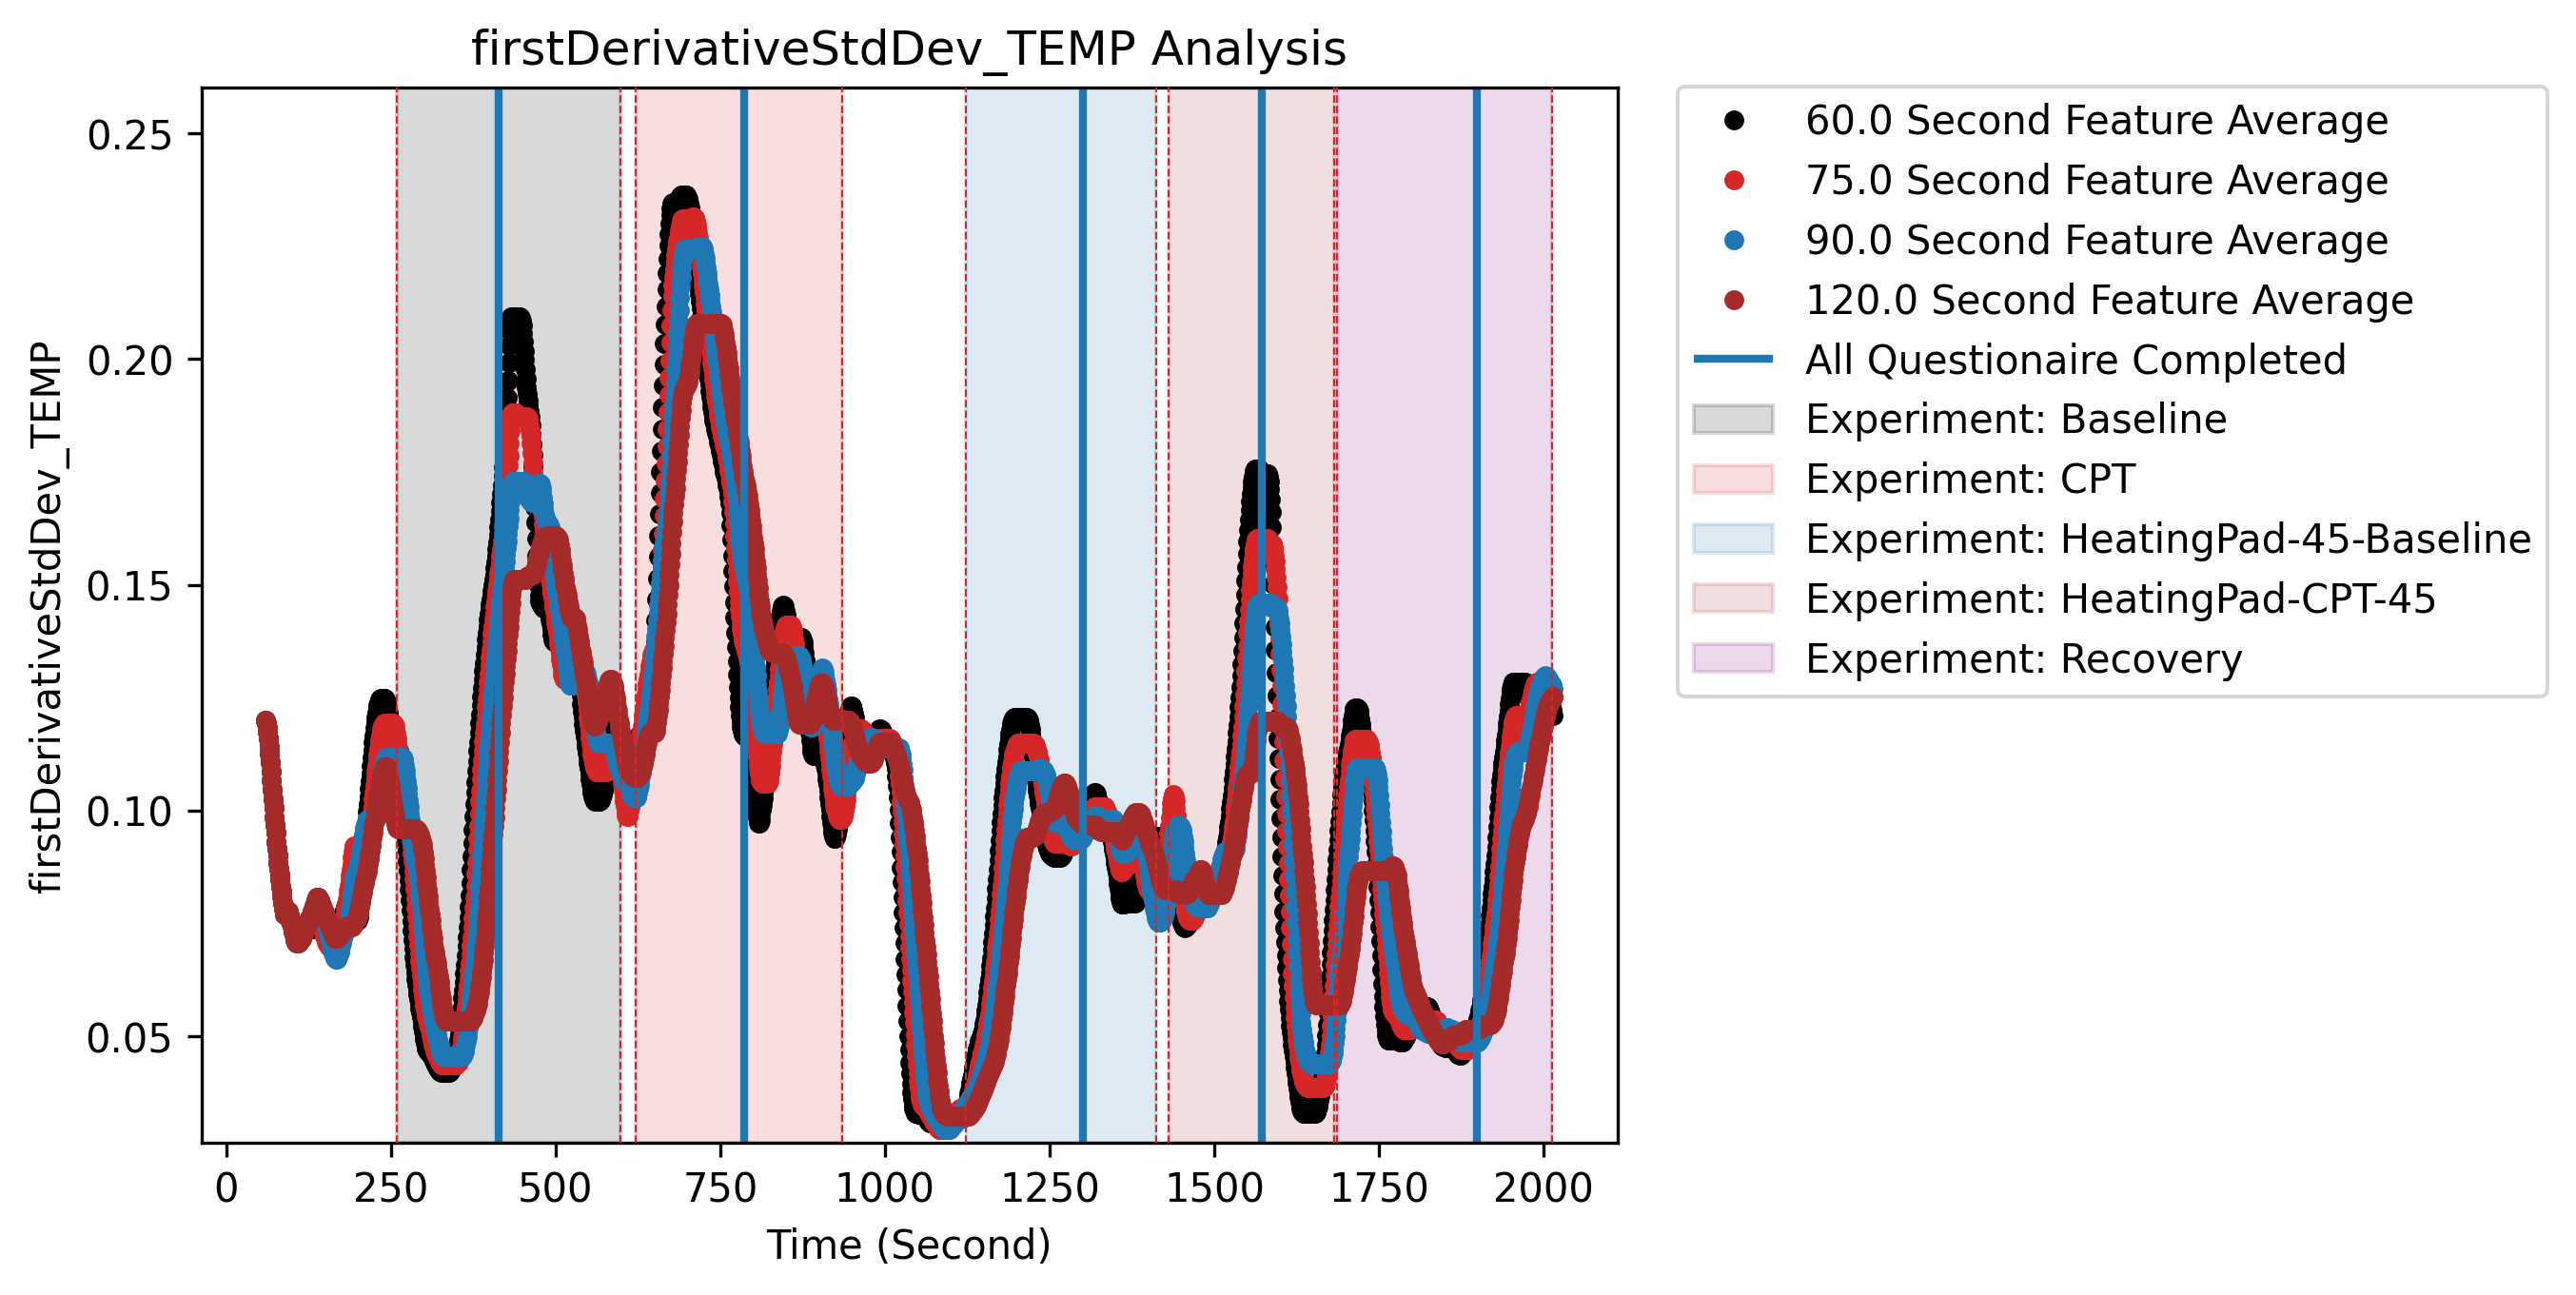 firstDerivativeStdDev_TEMP Analysis
firstDerivativeStdDev_TEMP
0.25
0.20
0.15
0.10
0.05
0 250 500 750 1000 1250 1500 1750 2000
Time (Second)
60.0 Second Feature Average
75.0 Second Feature Average
90.0 Second Feature Average
120.0 Second Feature Average
All Questionaire Completed
Experiment: Baseline
Experiment: CPT
Experiment: HeatingPad-45-Baseline
Experiment: HeatingPad-CPT-45
Experiment: Recovery